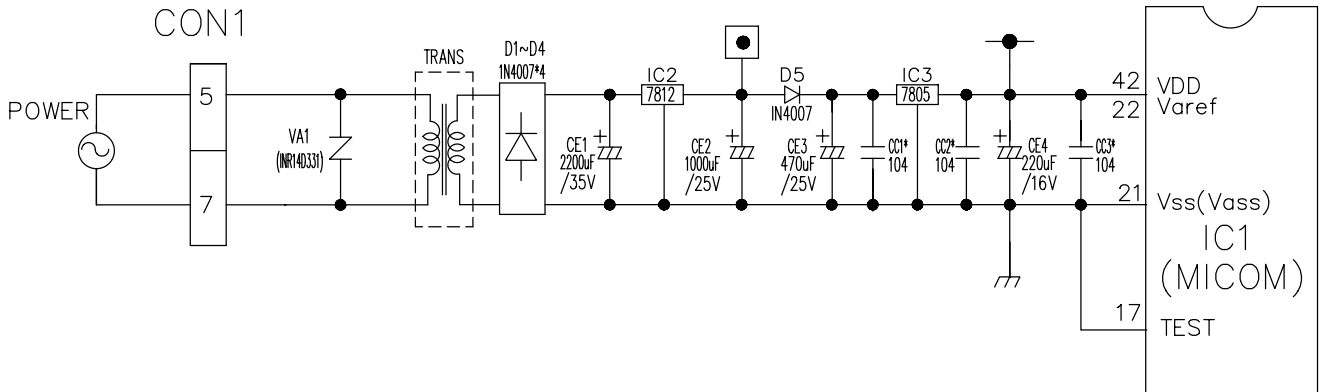 CON1
POWER
5
7
VA1
(INR14D331)
TRANS
D1~D4
1N4007*4
CE1
2200uF
/35V
IC2
7812
CE2
1000uF
/25V
D5
IN4007
CE3
470uF
/25V
CC1*
104
IC3
7805
CC2*
104
CE4
220uF
/16V
CC3*
104
42
VDD
22
Varef
21
Vss(Vass)
IC1
(MICOM)
17
TEST